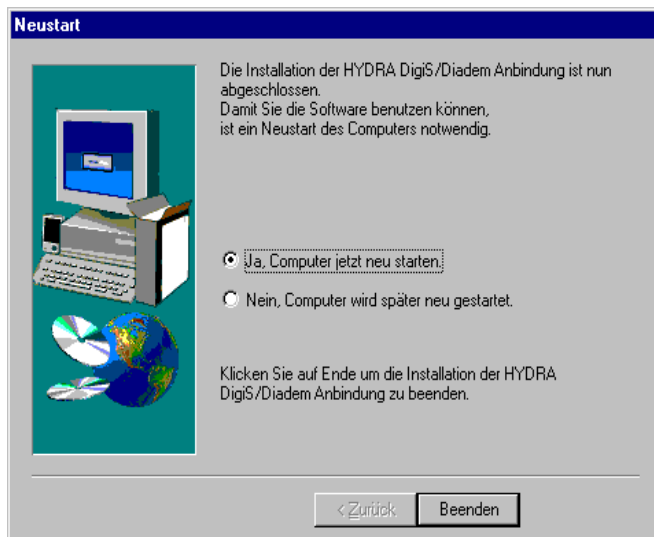 Neustart
Die Installation der HYDRA DigiS/Diadem Anbindung ist nun
abgeschlossen.
Damit Sie die Software benutzen können,
ist ein Neustart des Computers notwendig.
Ja, Computer jetzt neu starten.
Nein, Computer wird später neu gestartet.
Klicken Sie auf Ende um die Installation der HYDRA
DigiS/Diadem Anbindung zu beenden.
< Zurück
Beenden